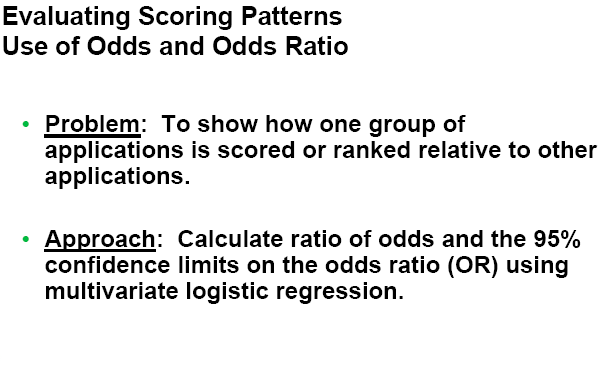 Evaluating Scoring Patterns
Use of Odds and Odds Ratio
• Problem: To show how one group of
applications is scored or ranked relative to other
applications.
• Approach: Calculate ratio of odds and the 95%
confidence limits on the odds ratio (OR) using
multivariate logistic regression.